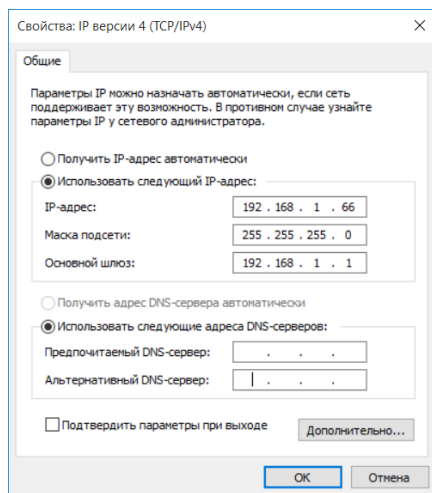 Свойства: IP версии 4 (TCP/IPv4)
Общие
Параметры IP можно назначать автоматически, если сеть
поддерживает эту возможность. В противном случае узнайте
параметры IP у сетевого администратора.
Получить IP-адрес автоматически
Использовать следующий IP-адрес:
IP-адрес: 192 . 168 . 1 . 66
Маска подсети: 255 . 255 . 255 . 0
Основной шлюз: 192 . 168 . 1 . 1
Получить адрес DNS-сервера автоматически
Использовать следующие адреса DNS-серверов:
Предпочитаемый DNS-сервер: . . .
Альтернативный DNS-сервер: . . .
Подтвердить параметры при выходе
Дополнительно...
ОК Отмена